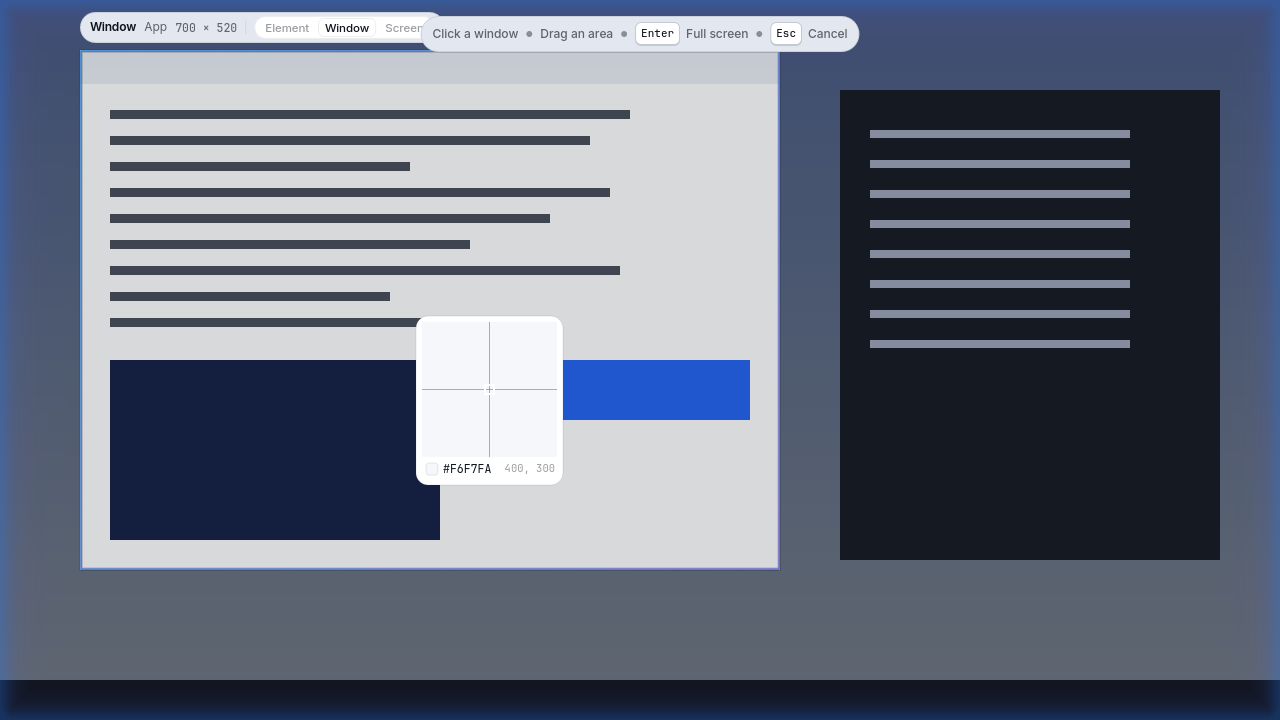 Window App 700 × 520 Element Window Screen
Click a window • Drag an area • Enter Full screen • Esc Cancel
#F6F7FA 400, 300